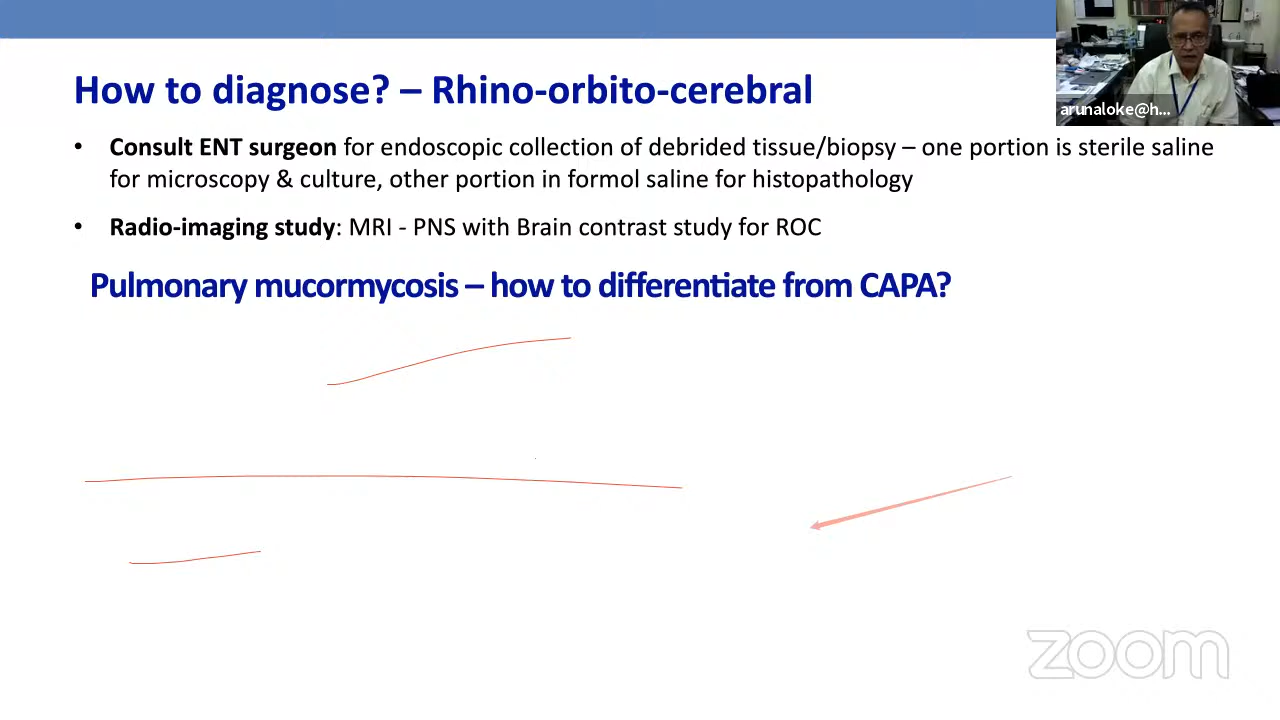 arunaloke@h...
How to diagnose? – Rhino-orbito-cerebral
• Consult ENT surgeon for endoscopic collection of debrided tissue/biopsy – one portion is sterile saline
for microscopy & culture, other portion in formol saline for histopathology
• Radio-imaging study: MRI - PNS with Brain contrast study for ROC
Pulmonary mucormycosis – how to differentiate from CAPA?
zoom